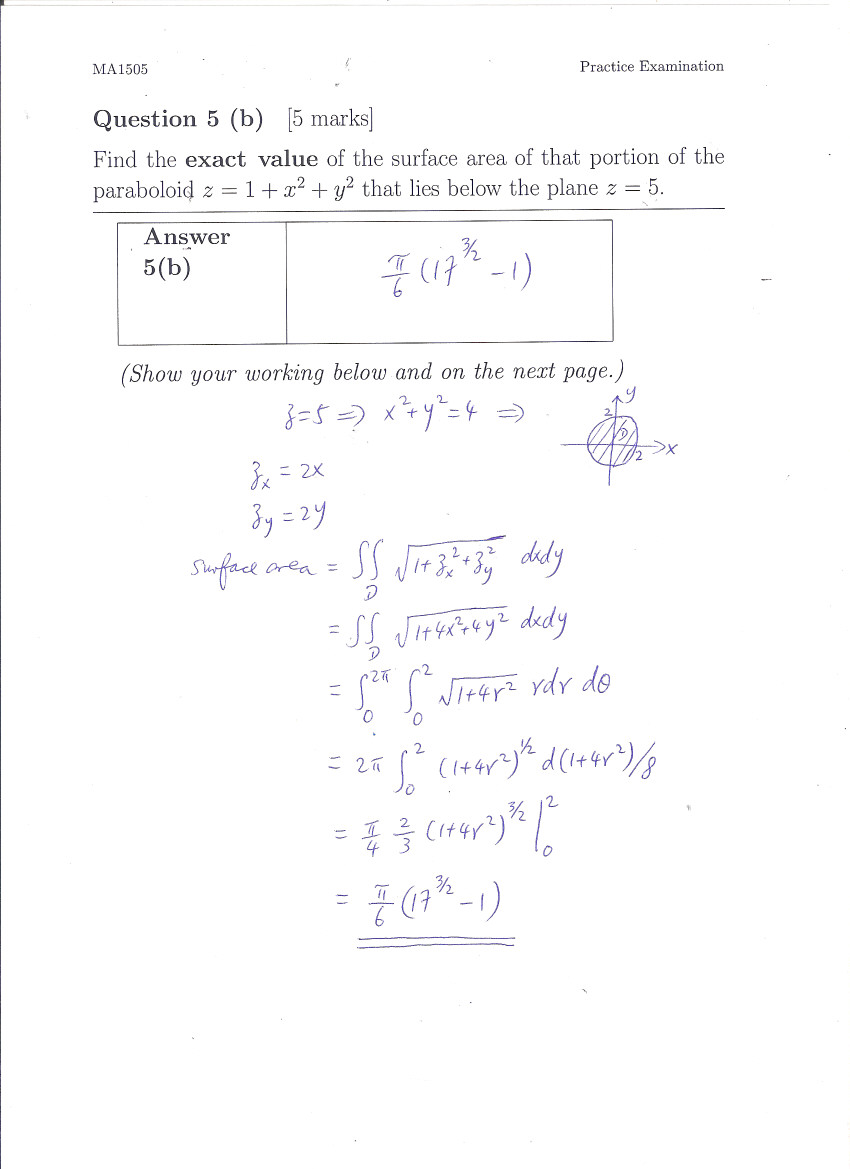 MA1505 Practice Examination
Question 5 (b) [5 marks]
Find the exact value of the surface area of that portion of the
paraboloid z = 1 + x² + y² that lies below the plane z = 5.
Answer
5(b)
π/6 (17^{3/2} − 1)
(Show your working below and on the next page.)
z=5 ⇒ x²+y²=4 ⇒
y
2
D
2
x
z_x = 2x
z_y = 2y
surface area = ∬_D √(1+z_x²+z_y²) dxdy
= ∬_D √(1+4x²+4y²) dxdy
= ∫_0^{2π} ∫_0^2 √(1+4r²) rdr dθ
= 2π ∫_0^2 (1+4r²)^{1/2} d(1+4r²)/8
= π/4 2/3 (1+4r²)^{3/2} |_0^2
= π/6 (17^{3/2} − 1)